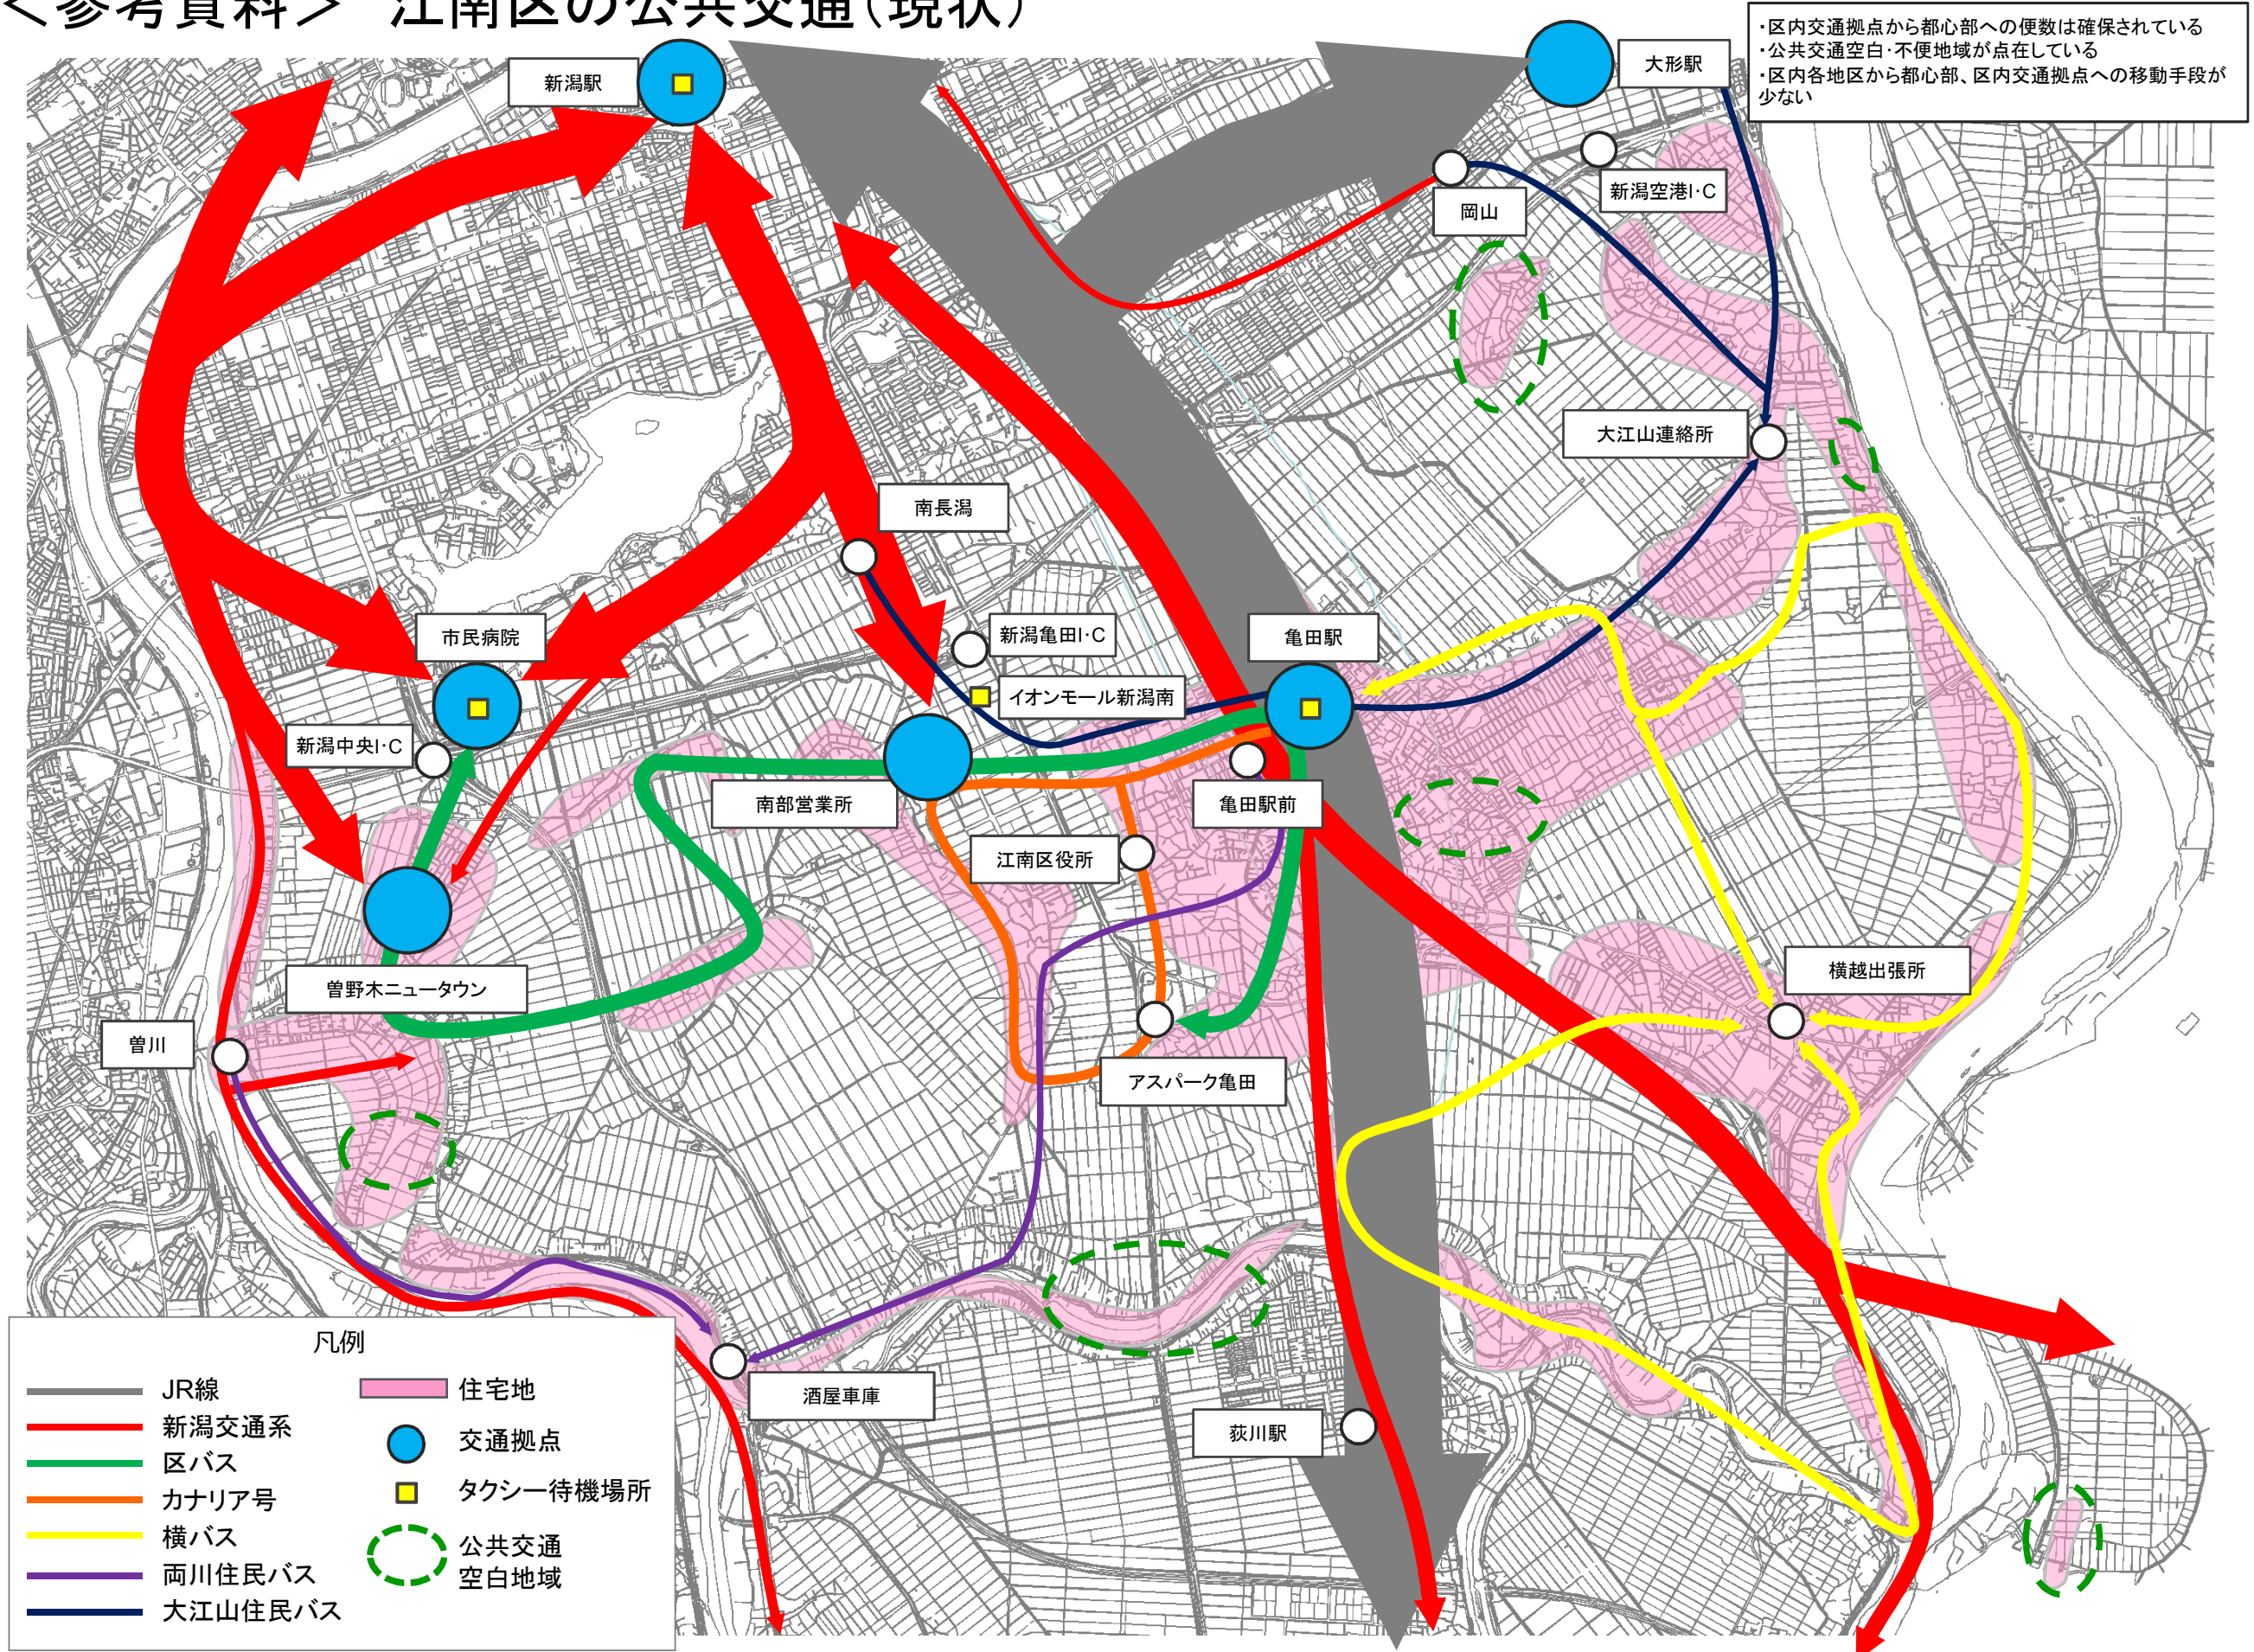 ＜参考資料＞ 江南区の公共交通（現状）
・区内交通拠点から都心部への便数は確保されている
・公共交通空白・不便地域が点在している
・区内各地区から都心部、区内交通拠点への移動手段が
少ない
新潟駅
大形駅
新潟空港I・C
岡山
大江山連絡所
南長潟
市民病院
新潟亀田I・C
亀田駅
イオンモール新潟南
新潟中央I・C
南部営業所
亀田駅前
江南区役所
横越出張所
曽野木ニュータウン
曽川
アスパーク亀田
酒屋車庫
荻川駅
凡例
JR線
新潟交通系
区バス
カナリア号
横バス
両川住民バス
大江山住民バス
住宅地
交通拠点
タクシー待機場所
公共交通
空白地域